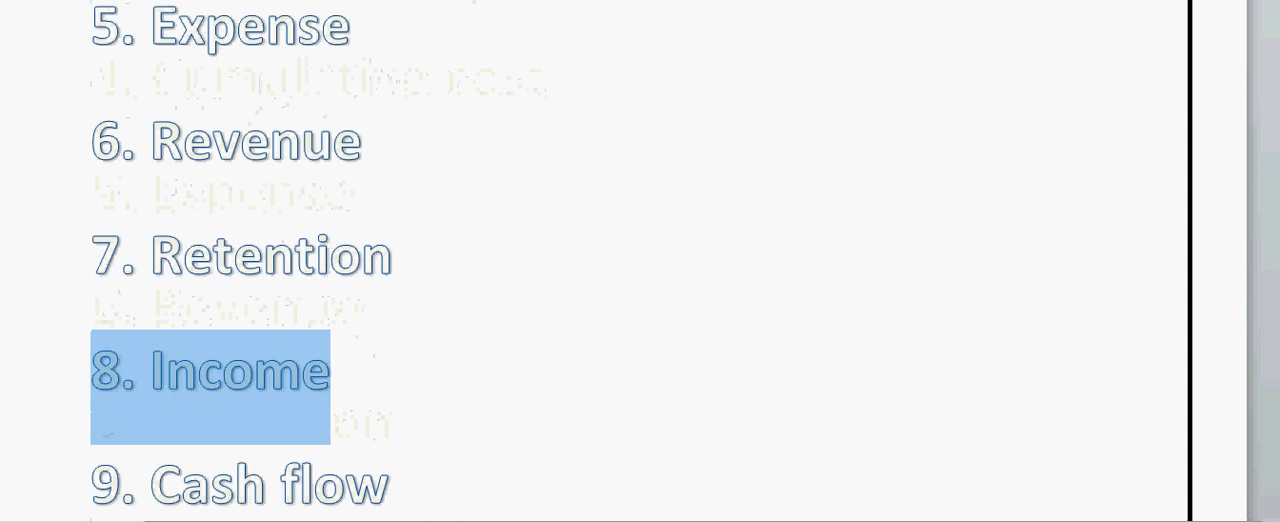 5. Expense
6. Revenue
7. Retention
8. Income
9. Cash flow